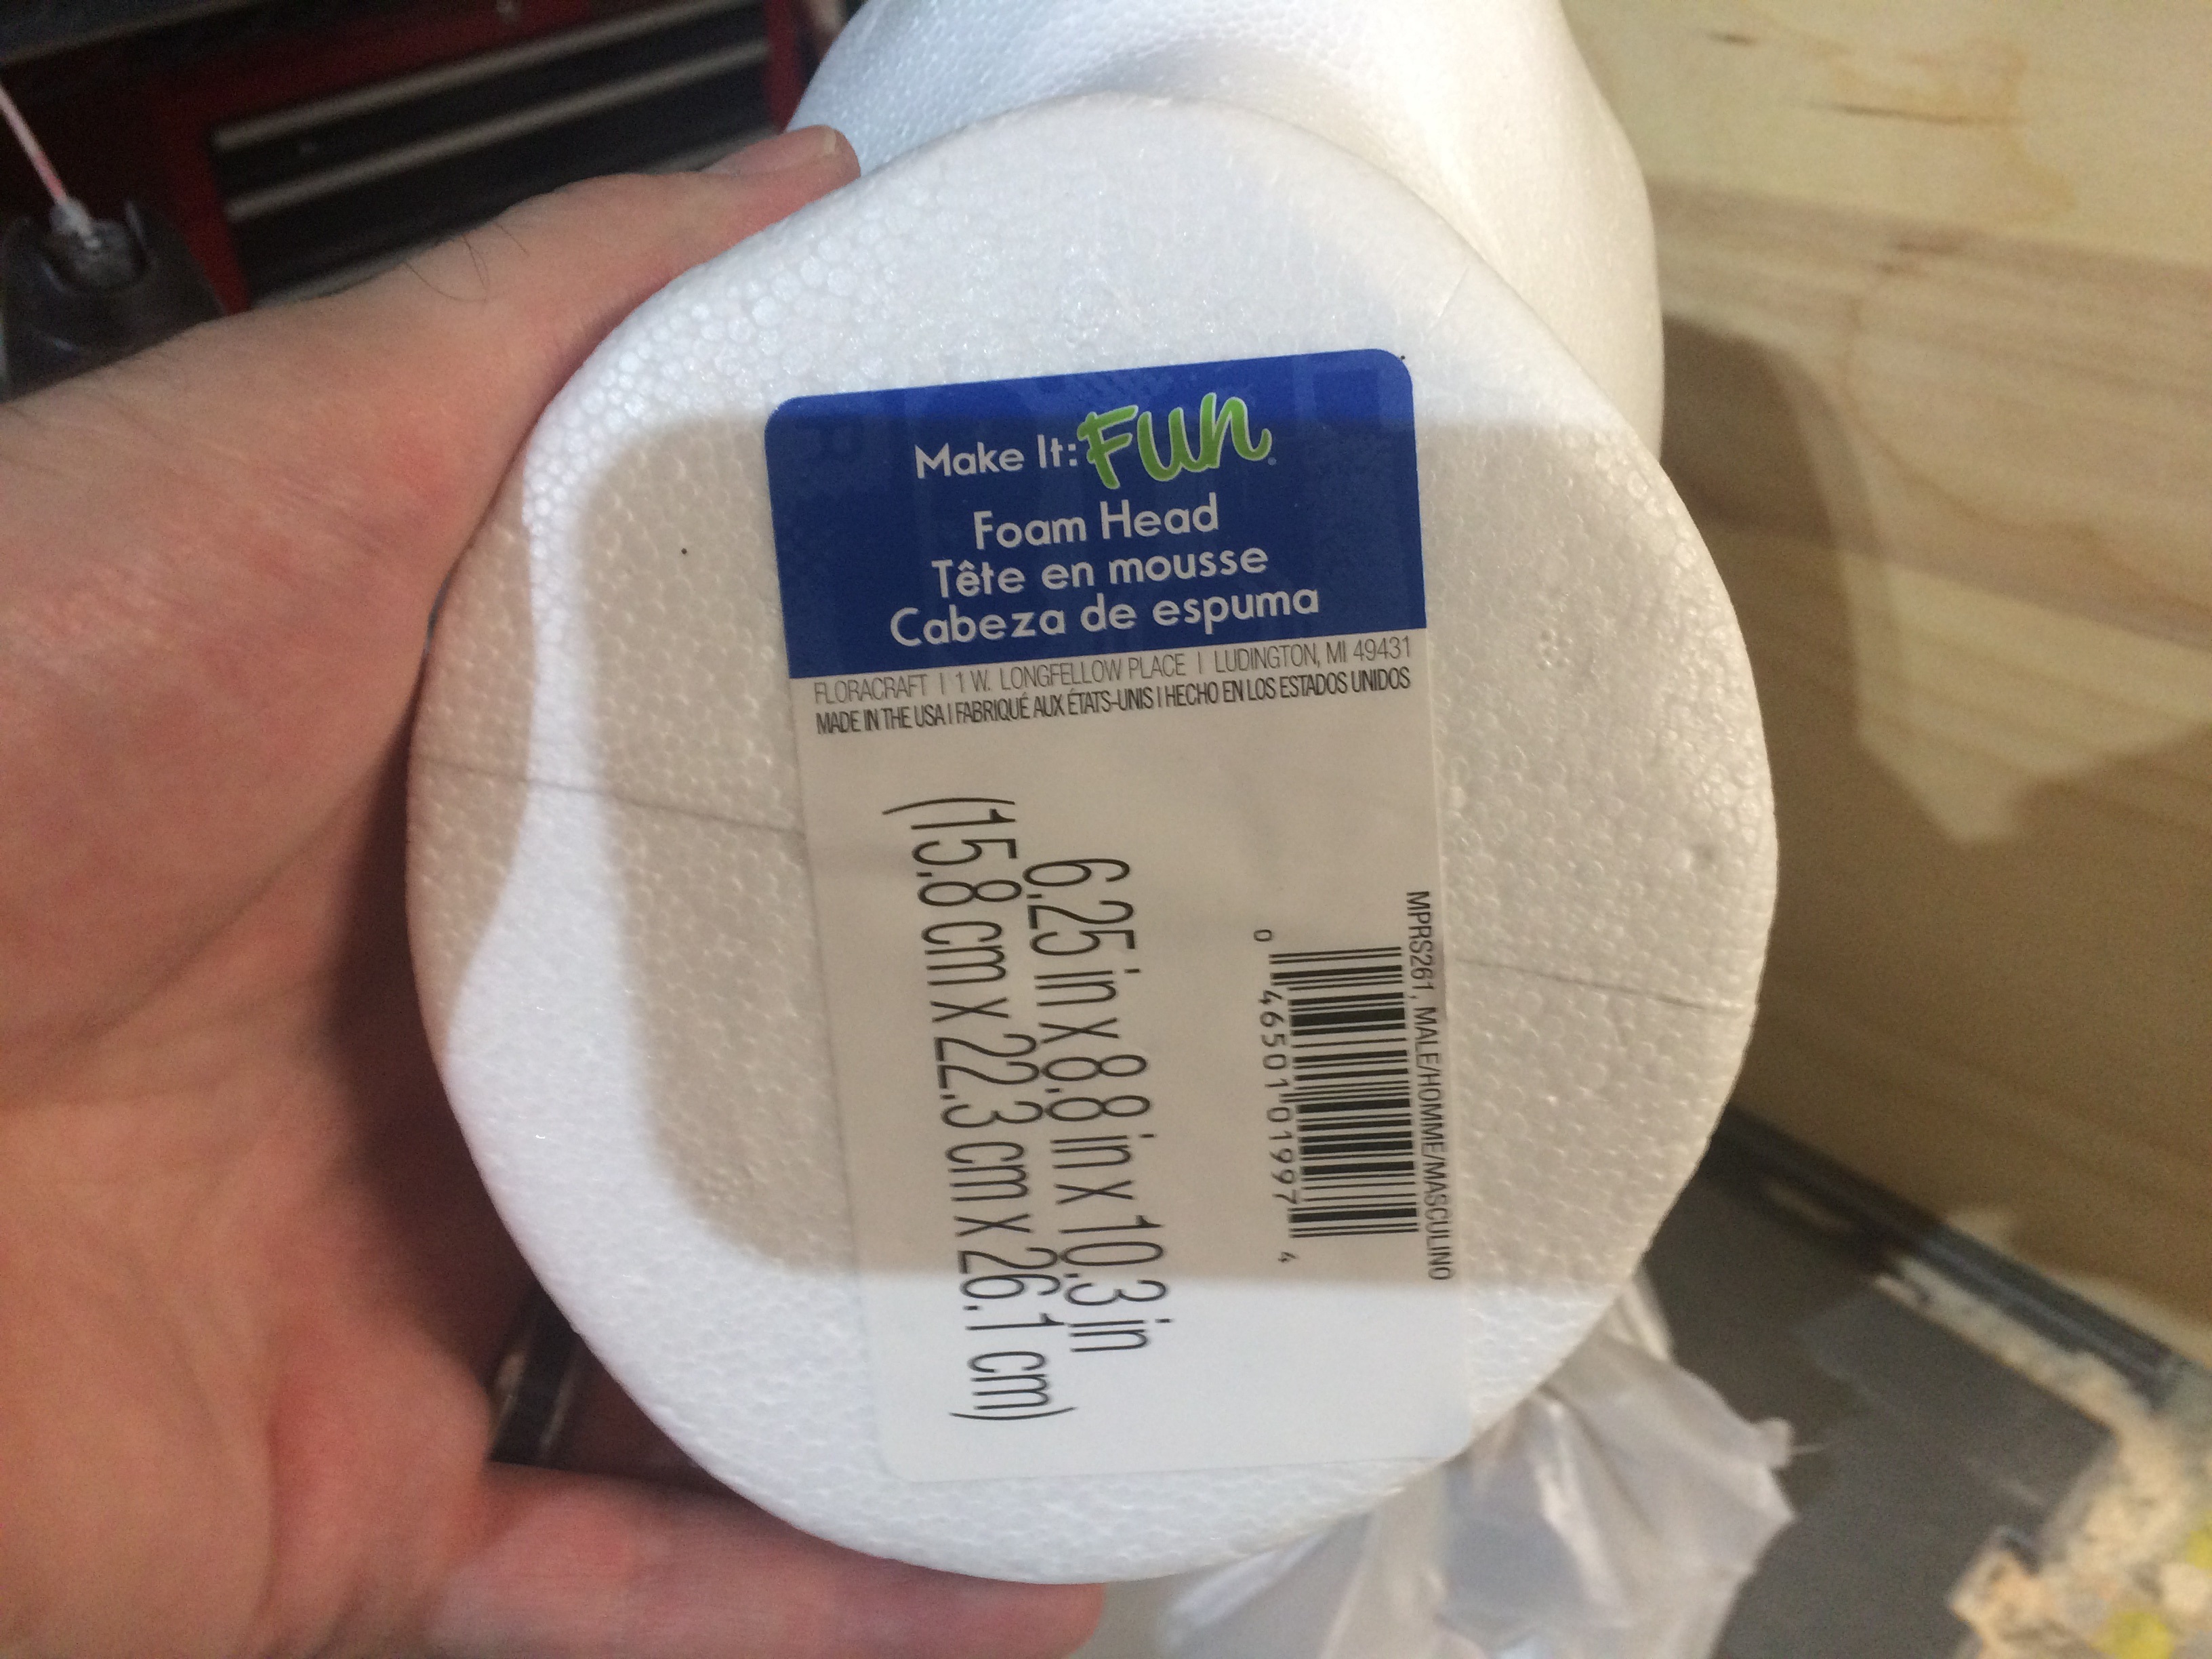 Make It: Fun
Foam Head
Tête en mousse
Cabeza de espuma
FLORACRAFT | 1 W. LONGFELLOW PLACE | LUDINGTON, MI 49431
MADE IN THE USA | FABRIQUÉ AUX ÉTATS-UNIS | HECHO EN LOS ESTADOS UNIDOS
MPRS261, MALE/HOMME/MASCULINO
0 46501 01997 4
6.25 in x 8.8 in x 10.3 in
(15.8 cm x 22.3 cm x 26.1 cm)